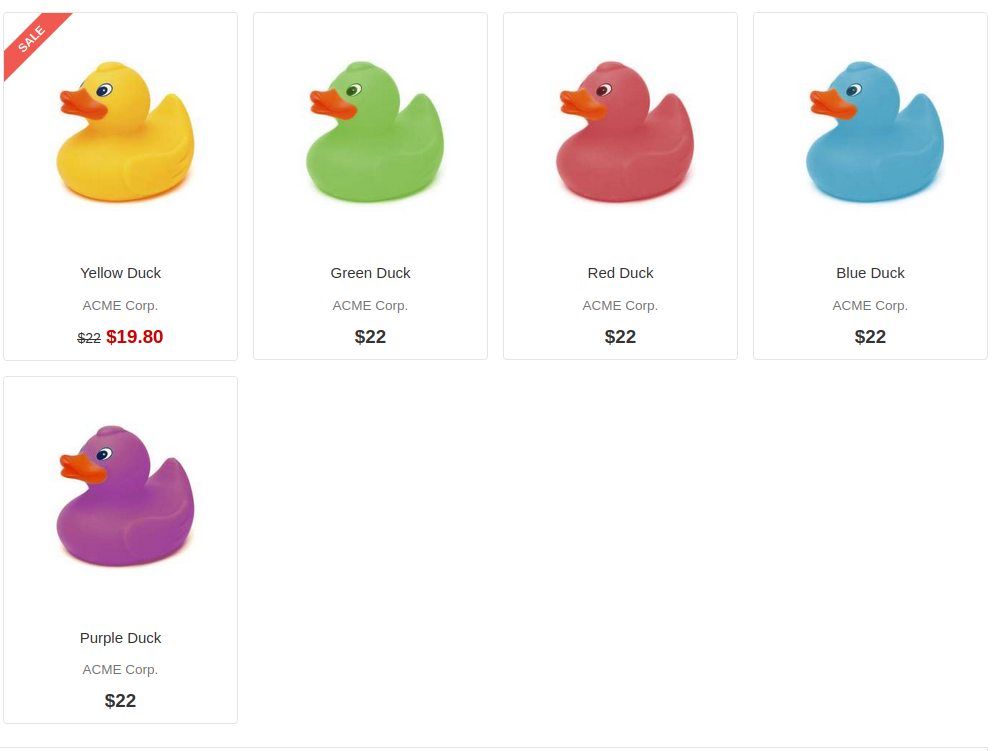 SALE
Yellow Duck
ACME Corp.
$22 $19.80
Green Duck
ACME Corp.
$22
Red Duck
ACME Corp.
$22
Blue Duck
ACME Corp.
$22
Purple Duck
ACME Corp.
$22